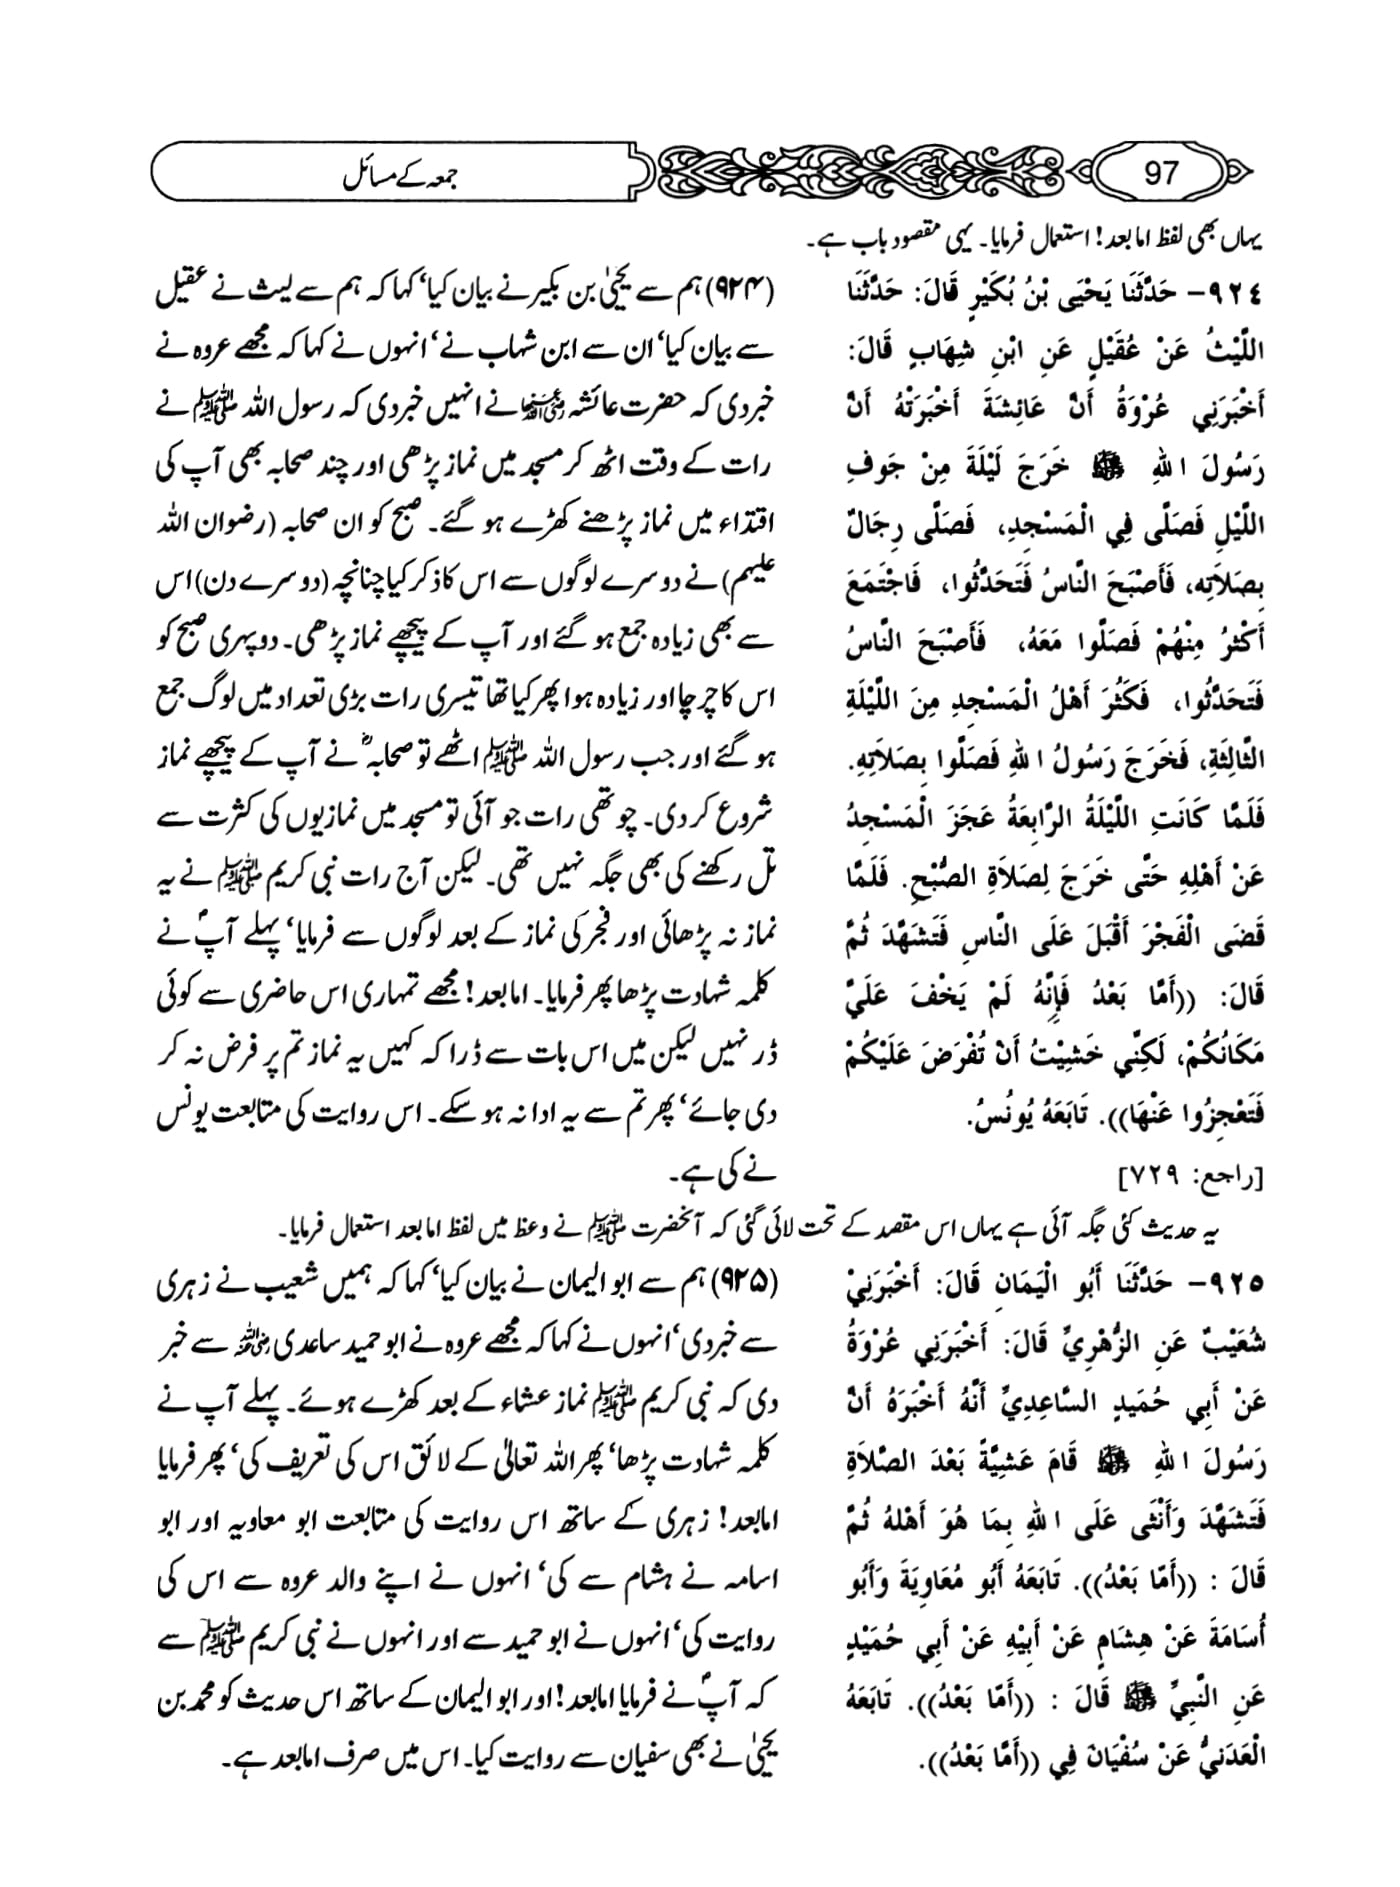 97
جمعہ کے مسائل
یہاں بھی لفظ امابعد! استعمال فرمایا۔ یہی مقصود باب ہے۔
٩٢٤- حَدَّثَنَا يَحْيَى بْنُ بُكَيْرٍ قَالَ: حَدَّثَنَا
اللَّيْثُ عَنْ عُقَيْلٍ عَنِ ابْنِ شِهَابٍ قَالَ:
أَخْبَرَنِي عُرْوَةُ أَنَّ عَائِشَةَ أَخْبَرَتْهُ أَنَّ
رَسُولَ اللهِ ﷺ خَرَجَ لَيْلَةَ مِنْ جَوفِ
اللَّيْلِ فَصَلَّى فِي الْمَسْجِدِ، فَصَلَّى رِجَالٌ
بِصَلاَتِهِ، فَأَصْبَحَ النَّاسُ فَتَحَدَّثُوا، فَاجْتَمَعَ
أَكْثَرُ مِنْهُمْ فَصَلَّوا مَعَهُ، فَأَصْبَحَ النَّاسُ
فَتَحَدَّثُوا، فَكَثُرَ أَهْلُ الْمَسْجِدِ مِنَ اللَّيْلَةِ
الثَّالِثَةِ، فَخَرَجَ رَسُولُ اللهِ فَصَلَّوا بِصَلاَتِهِ.
فَلَمَّا كَانَتِ اللَّيْلَةُ الرَّابِعَةُ عَجَزَ الْمَسْجِدُ
عَنْ أَهْلِهِ حَتَّى خَرَجَ لِصَلاَةِ الصُّبْحِ. فَلَمَّا
قَضَى الْفَجْرَ أَقْبَلَ عَلَى النَّاسِ فَتَشَهَّدَ ثُمَّ
قَالَ: ((أَمَّا بَعْدُ فَإِنَّهُ لَمْ يَخْفَ عَلَيَّ
مَكَانُكُمْ، لَكِنِّي خَشِيْتُ أَنْ تُفْرَضَ عَلَيْكُمْ
فَتَعْجِزُوا عَنْهَا)). تَابَعَهُ يُونُسُ.
[راجع: ٧٢٩]
(۹۲۴) ہم سے یحییٰ بن بکیر نے بیان کیا‘ کہا کہ ہم سے لیث نے عقیل
سے بیان کیا‘ ان سے ابن شہاب نے‘ انہوں نے کہا کہ مجھے عروہ نے
خبر دی کہ حضرت عائشہ رضی اللہ عنہا نے انہیں خبر دی کہ رسول اللہ ﷺ نے
رات کے وقت اٹھ کر مسجد میں نماز پڑھی اور چند صحابہ بھی آپ کی
اقتداء میں نماز پڑھنے کھڑے ہو گئے۔ صبح کو ان صحابہ (رضوان اللہ
علیہم) نے دوسرے لوگوں سے اس کا ذکر کیا چنانچہ (دوسرے دن) اس
سے بھی زیادہ جمع ہو گئے اور آپ کے پیچھے نماز پڑھی۔ دوپہری صبح کو
اس کا چرچا اور زیادہ ہوا پھر کیا تھا تیسری رات بڑی تعداد میں لوگ جمع
ہو گئے اور جب رسول اللہ ﷺ اٹھے تو صحابہؓ نے آپ کے پیچھے نماز
شروع کر دی۔ چوتھی رات جو آئی تو مسجد میں نمازیوں کی کثرت سے
تل رکھنے کی بھی جگہ نہیں تھی۔ لیکن آج رات نبی کریم ﷺ نے یہ
نماز نہ پڑھائی اور فجر کی نماز کے بعد لوگوں سے فرمایا‘ پہلے آپؐ نے
کلمہ شہادت پڑھا پھر فرمایا۔ امابعد! مجھے تمہاری اس حاضری سے کوئی
ڈر نہیں لیکن میں اس بات سے ڈرا کہ کہیں یہ نماز تم پر فرض نہ کر
دی جائے‘ پھر تم سے یہ ادا نہ ہو سکے۔ اس روایت کی متابعت یونس
نے کی ہے۔
یہ حدیث کئی جگہ آئی ہے یہاں اس مقصد کے تحت لائی گئی کہ آنحضرت ﷺ نے وعظ میں لفظ امابعد استعمال فرمایا۔
٩٢٥- حَدَّثَنَا أَبُو الْيَمَانِ قَالَ: أَخْبَرَنِيْ
شُعَيْبٌ عَنِ الزُّهْرِيِّ قَالَ: أَخْبَرَنِي عُرْوَةُ
عَنْ أَبِي حُمَيدٍ السَّاعِدِيِّ أَنَّهُ أَخْبَرَهُ أَنَّ
رَسُولَ اللهِ ﷺ قَامَ عَشِيَّةً بَعْدَ الصَّلاَةِ
فَتَشَهَّدَ وَأَثْنَى عَلَى اللهِ بِمَا هُوَ أَهْلُهُ ثُمَّ
قَالَ : ((أَمَّا بَعْدُ)). تَابَعَهُ أَبُو مُعَاوِيَةَ وَأَبُو
أُسَامَةَ عَنْ هِشَامٍ عَنْ أَبِيْهِ عَنْ أَبِي حُمَيْدٍ
عَنِ النَّبِيِّ ﷺ قَالَ : ((أَمَّا بَعْدُ)). تَابَعَهُ
الْعَدَنِيُّ عَنْ سُفْيَانَ فِي ((أَمَّا بَعْدُ)).
(۹۲۵) ہم سے ابو الیمان نے بیان کیا‘ کہا کہ ہمیں شعیب نے زہری
سے خبر دی‘ انہوں نے کہا کہ مجھے عروہ نے ابو حمید ساعدی رضی اللہ عنہ سے خبر
دی کہ نبی کریم ﷺ نماز عشاء کے بعد کھڑے ہوئے۔ پہلے آپ نے
کلمہ شہادت پڑھا‘ پھر اللہ تعالیٰ کے لائق اس کی تعریف کی‘ پھر فرمایا
امابعد! زہری کے ساتھ اس روایت کی متابعت ابو معاویہ اور ابو
اسامہ نے ہشام سے کی‘ انہوں نے اپنے والد عروہ سے اس کی
روایت کی‘ انہوں نے ابو حمید سے اور انہوں نے نبی کریم ﷺ سے
کہ آپؐ نے فرمایا امابعد! اور ابو الیمان کے ساتھ اس حدیث کو محمد بن
یحییٰ نے بھی سفیان سے روایت کیا۔ اس میں صرف امابعد ہے۔